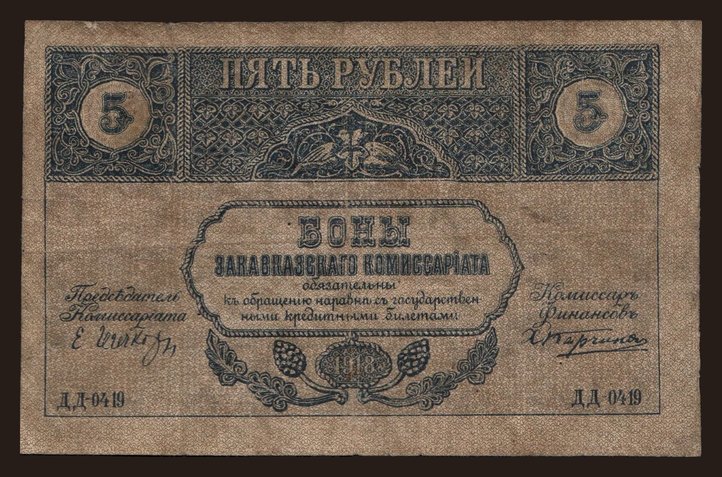 5 ПЯТЬ РУБЛЕЙ 5
БОНЫ
ЗАКАВКАЗСКАГО КОМИССАРІАТА
обязательны
къ обращенію наравнѣ съ государствен-
ными кредитными билетами
Предсѣдатель
Комиссаріата
Комиссаръ
Финансовъ
1918
ДД-0419 ДД-0419